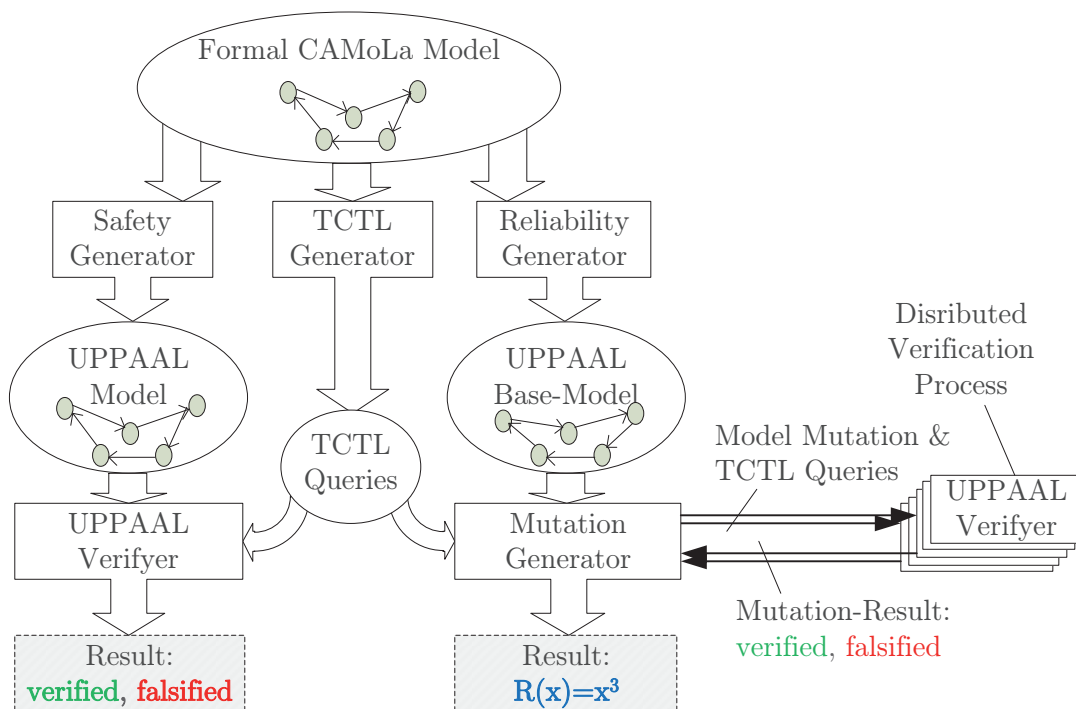 Formal CAMoLa Model
Safety
Generator
TCTL
Generator
Reliability
Generator
UPPAAL
Model
TCTL
Queries
UPPAAL
Base-Model
Disributed
Verification
Process
Model Mutation &
TCTL Queries
UPPAAL
Verifyer
Mutation
Generator
UPPAAL
Verifyer
Mutation-Result:
verified, falsified
Result:
verified, falsified
Result:
R(x)=x³